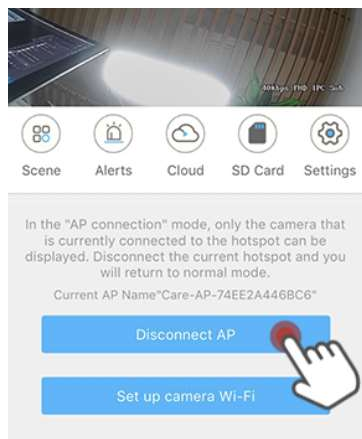 40kbps FHD IPC 5ub
Scene
Alerts
Cloud
SD Card
Settings
In the "AP connection" mode, only the camera that
is currently connected to the hotspot can be
displayed. Disconnect the current hotspot and you
will return to normal mode.
Current AP Name"Care-AP-74EE2A446BC6"
Disconnect AP
Set up camera Wi-Fi